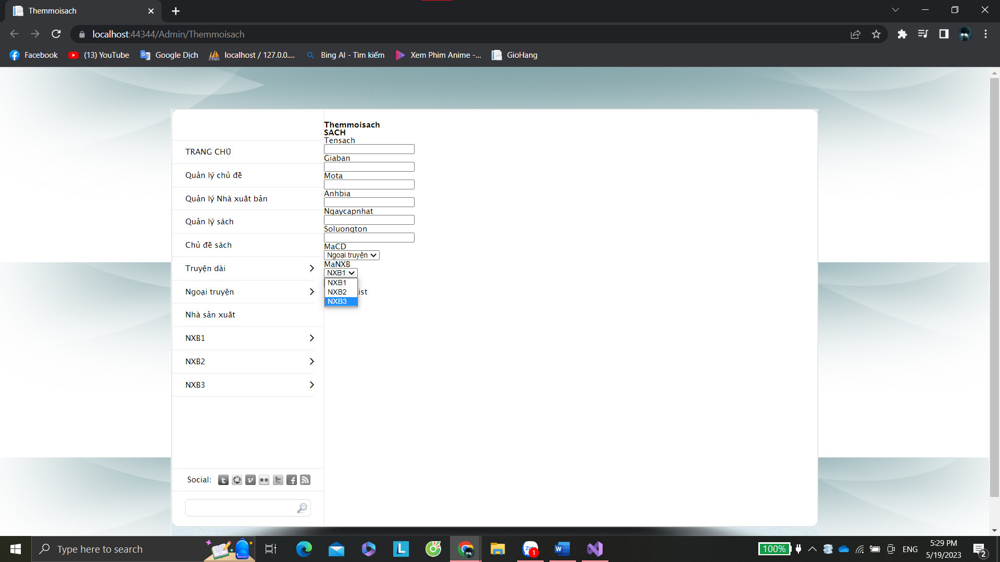 Themmoisach
localhost:44344/Admin/Themmoisach
Facebook
(13) YouTube
Google Dịch
localhost / 127.0.0....
Bing AI - Tìm kiếm
Xem Phim Anime -...
GioHang
TRANG CHỦ
Quản lý chủ đề
Quản lý Nhà xuất bản
Quản lý sách
Chủ đề sách
Truyện dài
Ngoại truyện
Nhà sản xuất
NXB1
NXB2
NXB3
Social:
Themmoisach
SACH
Tensach
Giaban
Mota
Anhbia
Ngaycapnhat
Soluongton
MaCD
Ngoại truyện
MaNXB
NXB1
NXB1
NXB2
NXB3
Type here to search
100%
ENG
5:29 PM
5/19/2023
1
2